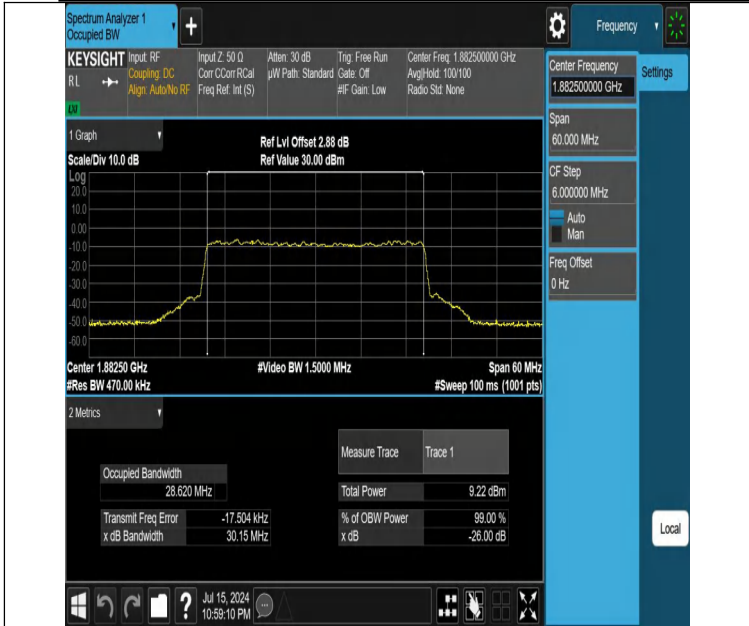 Spectrum Analyzer 1
Occupied BW
Frequency
KEYSIGHT
RL
LXI
Input: RF
Coupling: DC
Align: Auto/No RF
Input Z: 50 Ω
Corr CCorr RCal
Freq Ref: Int (S)
Atten: 30 dB
µW Path: Standard
Trig: Free Run
Gate: Off
#IF Gain: Low
Center Freq: 1.882500000 GHz
Avg|Hold: 100/100
Radio Std: None
Center Frequency
1.882500000 GHz
Settings
Span
60.000 MHz
CF Step
6.000000 MHz
Auto
Man
Freq Offset
0 Hz
1 Graph
Scale/Div 10.0 dB
Ref Lvl Offset 2.88 dB
Ref Value 30.00 dBm
Log
20.0
10.0
0.00
-10.0
-20.0
-30.0
-40.0
-50.0
-60.0
Center 1.88250 GHz
#Video BW 1.5000 MHz
Span 60 MHz
#Res BW 470.00 kHz
#Sweep 100 ms (1001 pts)
2 Metrics
Measure Trace Trace 1
Occupied Bandwidth
28.620 MHz
Total Power 9.22 dBm
Transmit Freq Error -17.504 kHz
% of OBW Power 99.00 %
x dB Bandwidth 30.15 MHz
x dB -26.00 dB
Local
?
Jul 15, 2024
10:59:10 PM